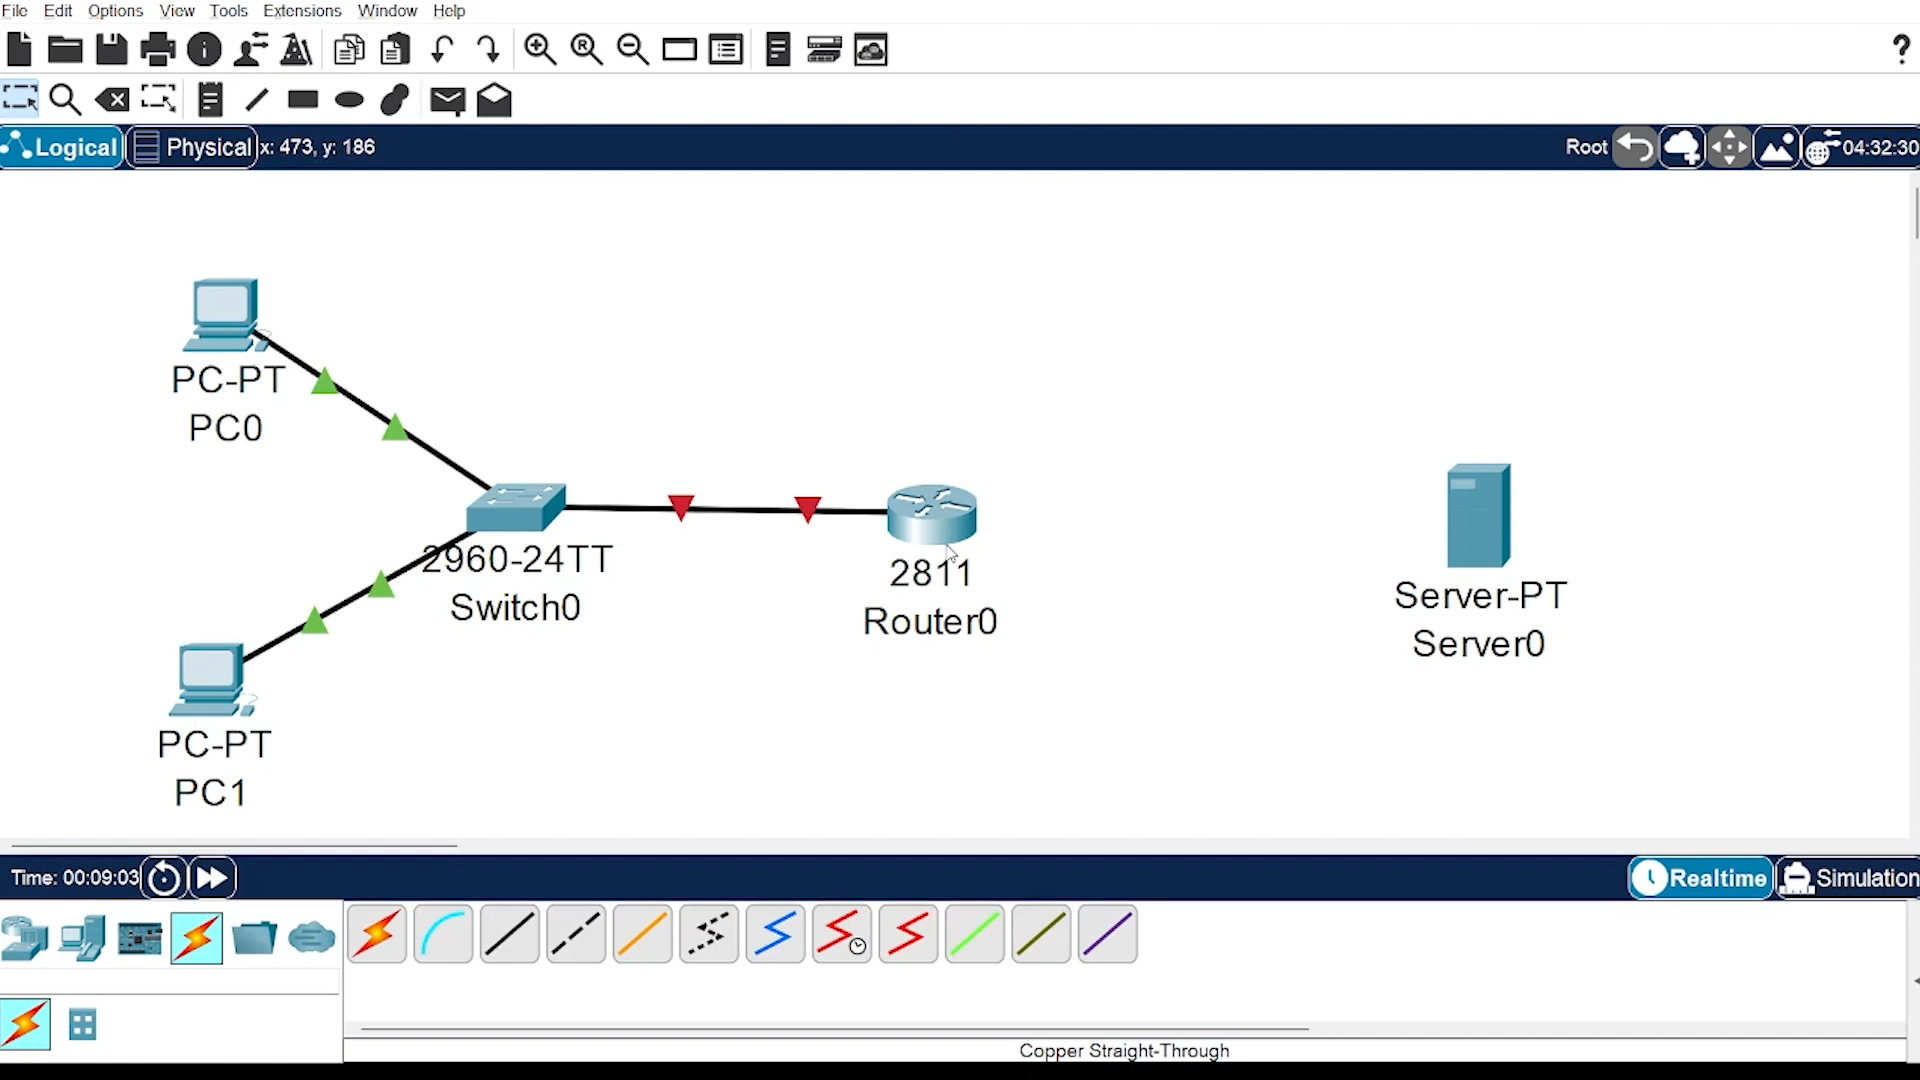 File Edit Options View Tools Extensions Window Help
R
?
Logical Physical x: 473, y: 186 Root 04:32:30
PC-PT
PC0
2960-24TT
Switch0
2811
Router0
Server-PT
Server0
PC-PT
PC1
Time: 00:09:03 Realtime Simulation
Copper Straight-Through